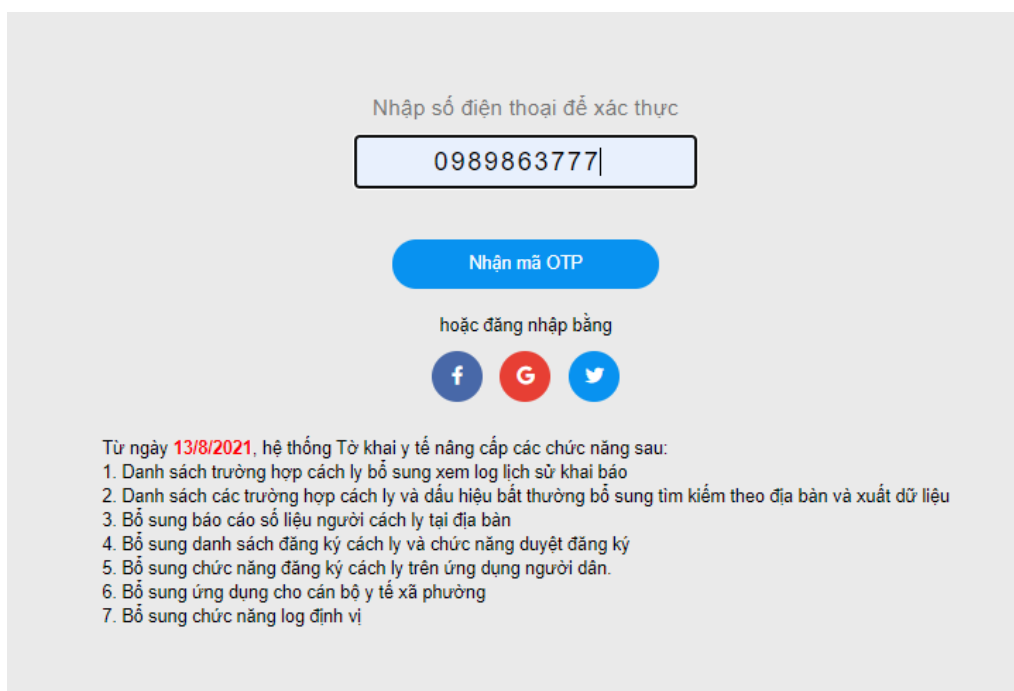 Nhập số điện thoại để xác thực
0989863777
Nhận mã OTP
hoặc đăng nhập bằng
f G
Từ ngày 13/8/2021, hệ thống Tờ khai y tế nâng cấp các chức năng sau:
1. Danh sách trường hợp cách ly bổ sung xem log lịch sử khai báo
2. Danh sách các trường hợp cách ly và dấu hiệu bất thường bổ sung tìm kiếm theo địa bàn và xuất dữ liệu
3. Bổ sung báo cáo số liệu người cách ly tại địa bàn
4. Bổ sung danh sách đăng ký cách ly và chức năng duyệt đăng ký
5. Bổ sung chức năng đăng ký cách ly trên ứng dụng người dân.
6. Bổ sung ứng dụng cho cán bộ y tế xã phường
7. Bổ sung chức năng log định vị